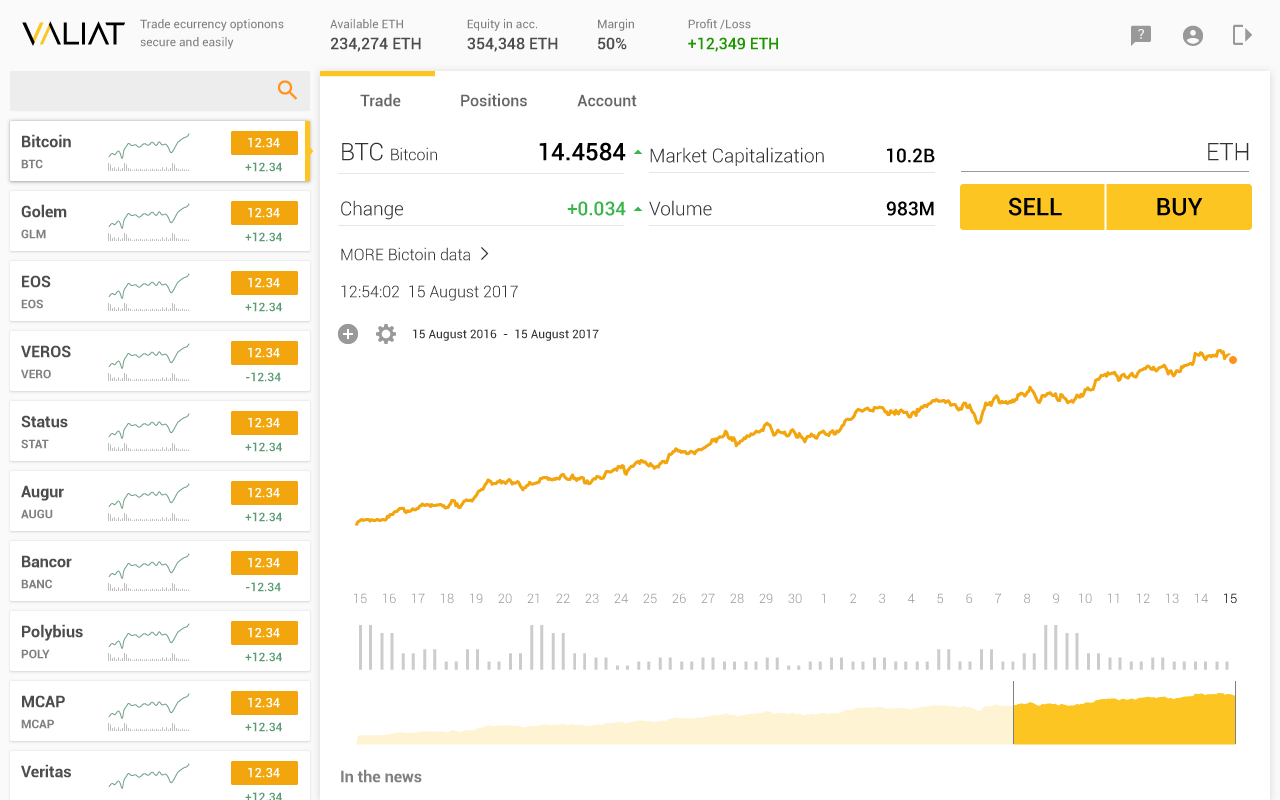 VALIAT
Trade ecurrency optionons
secure and easily
Available ETH
234,274 ETH
Equity in acc.
354,348 ETH
Margin
50%
Profit /Loss
+12,349 ETH
?
Bitcoin
BTC
12.34
+12.34
Golem
GLM
12.34
+12.34
EOS
EOS
12.34
+12.34
VEROS
VERO
12.34
-12.34
Status
STAT
12.34
+12.34
Augur
AUGU
12.34
+12.34
Bancor
BANC
12.34
-12.34
Polybius
POLY
12.34
+12.34
MCAP
MCAP
12.34
+12.34
Veritas
12.34
+12.34
Trade Positions Account
BTC Bitcoin 14.4584
Market Capitalization 10.2B
ETH
Change +0.034
Volume 983M
SELL BUY
MORE Bictoin data
12:54:02 15 August 2017
15 August 2016 - 15 August 2017
15 16 17 18 19 20 21 22 23 24 25 26 27 28 29 30 1 2 3 4 5 6 7 8 9 10 11 12 13 14 15
In the news